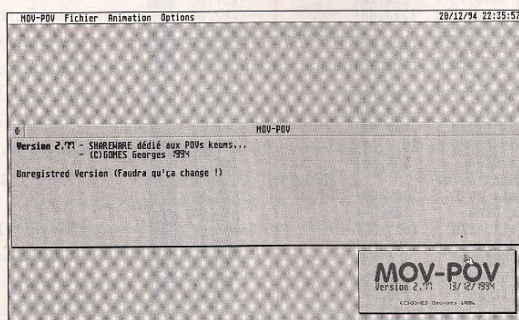 MOV-POV Fichier Animation Options 28/12/94 22:35:57
MOV-POV
Version 2.77 - SHAREWARE dédié aux POVs keums...
- (C)GOMES Georges 1994
Unregistred Version (Faudra qu'ça change !)
MOV-POV
Version 2.77 13/12/1994
(C)GOMES Georges 1994